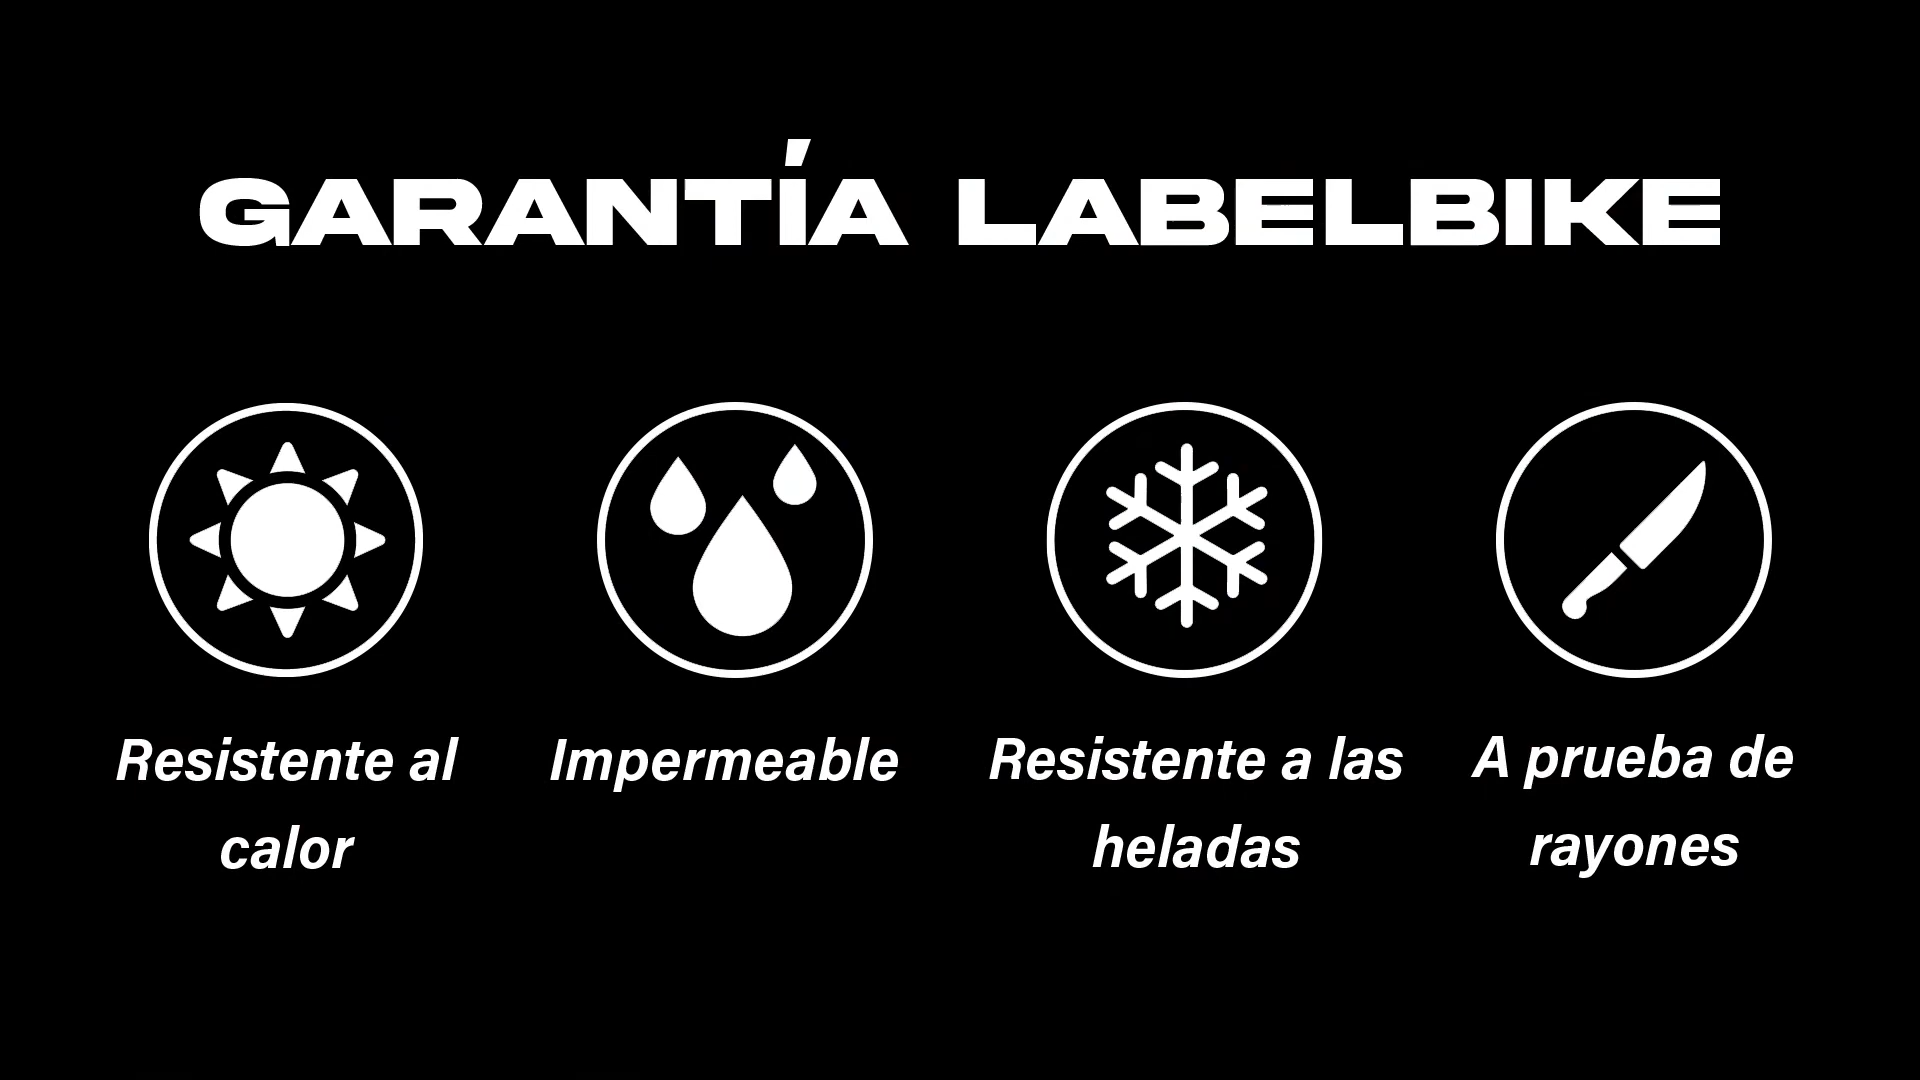 GARANTÍA LABELBIKE
Resistente al
calor
Impermeable
Resistente a las
heladas
A prueba de
rayones